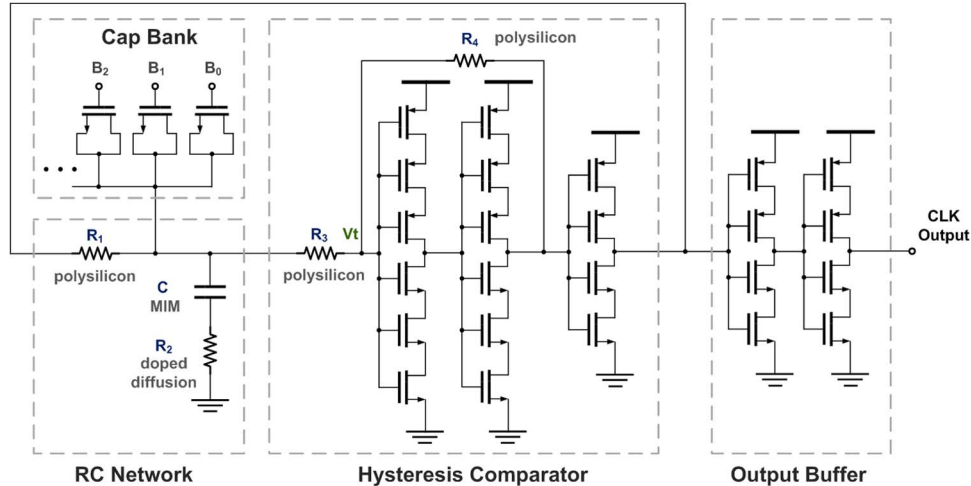 Cap Bank
B2 B1 B0
R1
polysilicon
C
MIM
R2
doped
diffusion
RC Network
R4 polysilicon
R3 Vt
polysilicon
Hysteresis Comparator
CLK
Output
Output Buffer